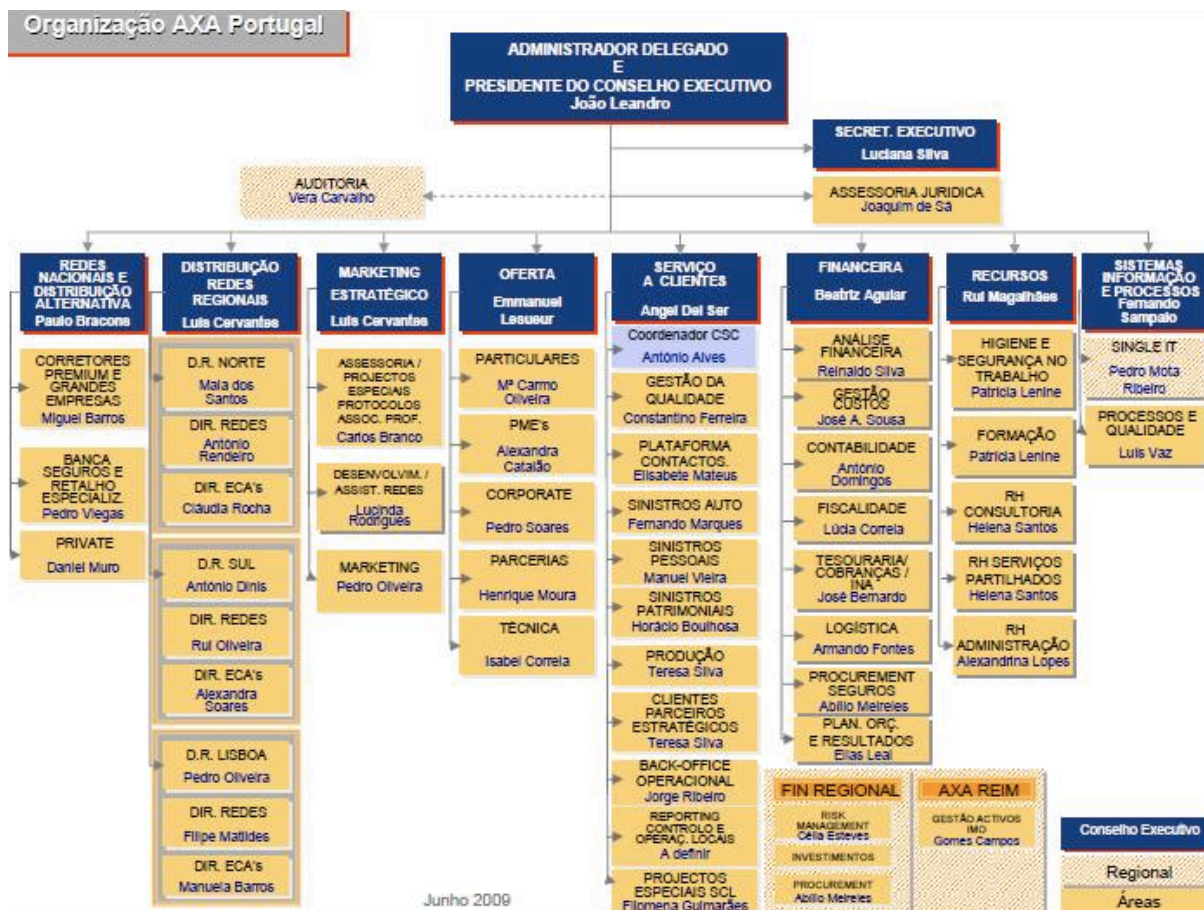 Organização AXA Portugal
ADMINISTRADOR DELEGADO
E
PRESIDENTE DO CONSELHO EXECUTIVO
João Leandro
SECRET. EXECUTIVO
Luciana Silva
AUDITORIA
Vera Carvalho
ASSESSORIA JURIDICA
Joaquim de Sá
REDES
NACIONAIS E
DISTRIBUIÇÃO
ALTERNATIVA
Paulo Bracons
CORRETORES
PREMIUM E
GRANDES
EMPRESAS
Miguel Barros
BANCA
SEGUROS E
RETALHO
ESPECIALIZ.
Pedro Viegas
PRIVATE
Daniel Muro
DISTRIBUIÇÃO
REDES
REGIONAIS
Luis Cervantes
D.R. NORTE
Maia dos
Santos
DIR. REDES
António
Rendeiro
DIR. ECA's
Cláudia Rocha
D.R. SUL
António Dinis
DIR. REDES
Rui Oliveira
DIR. ECA's
Alexandra
Soares
D.R. LISBOA
Pedro Oliveira
DIR. REDES
Filipe Matildes
DIR. ECA's
Manuela Barros
MARKETING
ESTRATÉGICO
Luis Cervantes
ASSESSORIA /
PROJECTOS
ESPECIAIS
PROTOCOLOS
ASSOC. PROF.
Carlos Branco
DESENVOLVIM. /
ASSIST. REDES
Lucinda
Rodrigues
MARKETING
Pedro Oliveira
OFERTA
Emmanuel
Lesueur
PARTICULARES
Mª Carmo
Oliveira
PME's
Alexandra
Catalão
CORPORATE
Pedro Soares
PARCERIAS
Henrique Moura
TÉCNICA
Isabel Correia
SERVIÇO
A CLIENTES
Angel Del Ser
Coordenador CSC
António Alves
GESTÃO DA
QUALIDADE
Constantino Ferreira
PLATAFORMA
CONTACTOS.
Elisabete Mateus
SINISTROS AUTO
Fernando Marques
SINISTROS
PESSOAIS
Manuel Vieira
SINISTROS
PATRIMONIAIS
Horácio Boulhosa
PRODUÇÃO
Teresa Silva
CLIENTES
PARCEIROS
ESTRATÉGICOS
Teresa Silva
BACK-OFFICE
OPERACIONAL
Jorge Ribeiro
REPORTING
CONTROLO E
OPERAÇ. LOCAIS
A definir
PROJECTOS
ESPECIAIS SCL
Filomena Guimarães
FINANCEIRA
Beatriz Aguiar
ANÁLISE
FINANCEIRA
Reinaldo Silva
GESTÃO
CUSTOS
José A. Sousa
CONTABILIDADE
António
Domingos
FISCALIDADE
Lúcia Correia
TESOURARIA/
COBRANÇAS /
INA
José Bernardo
LOGÍSTICA
Armando Fontes
PROCUREMENT
SEGUROS
Abílio Meireles
PLAN. ORÇ.
E RESULTADOS
Elias Leal
RECURSOS
Rui Magalhães
HIGIENE E
SEGURANÇA NO
TRABALHO
Patrícia Lenine
FORMAÇÃO
Patrícia Lenine
RH
CONSULTORIA
Helena Santos
RH SERVIÇOS
PARTILHADOS
Helena Santos
RH
ADMINISTRAÇÃO
Alexandrina Lopes
SISTEMAS
INFORMAÇÃO
E PROCESSOS
Fernando
Sampaio
SINGLE IT
Pedro Mota
Ribeiro
PROCESSOS E
QUALIDADE
Luís Vaz
FIN REGIONAL
RISK
MANAGEMENT
Célia Esteves
INVESTIMENTOS
PROCUREMENT
Abílio Meireles
AXA REIM
GESTÃO ACTIVOS
IMO
Gomes Campos
Conselho Executivo
Regional
Áreas
Junho 2009